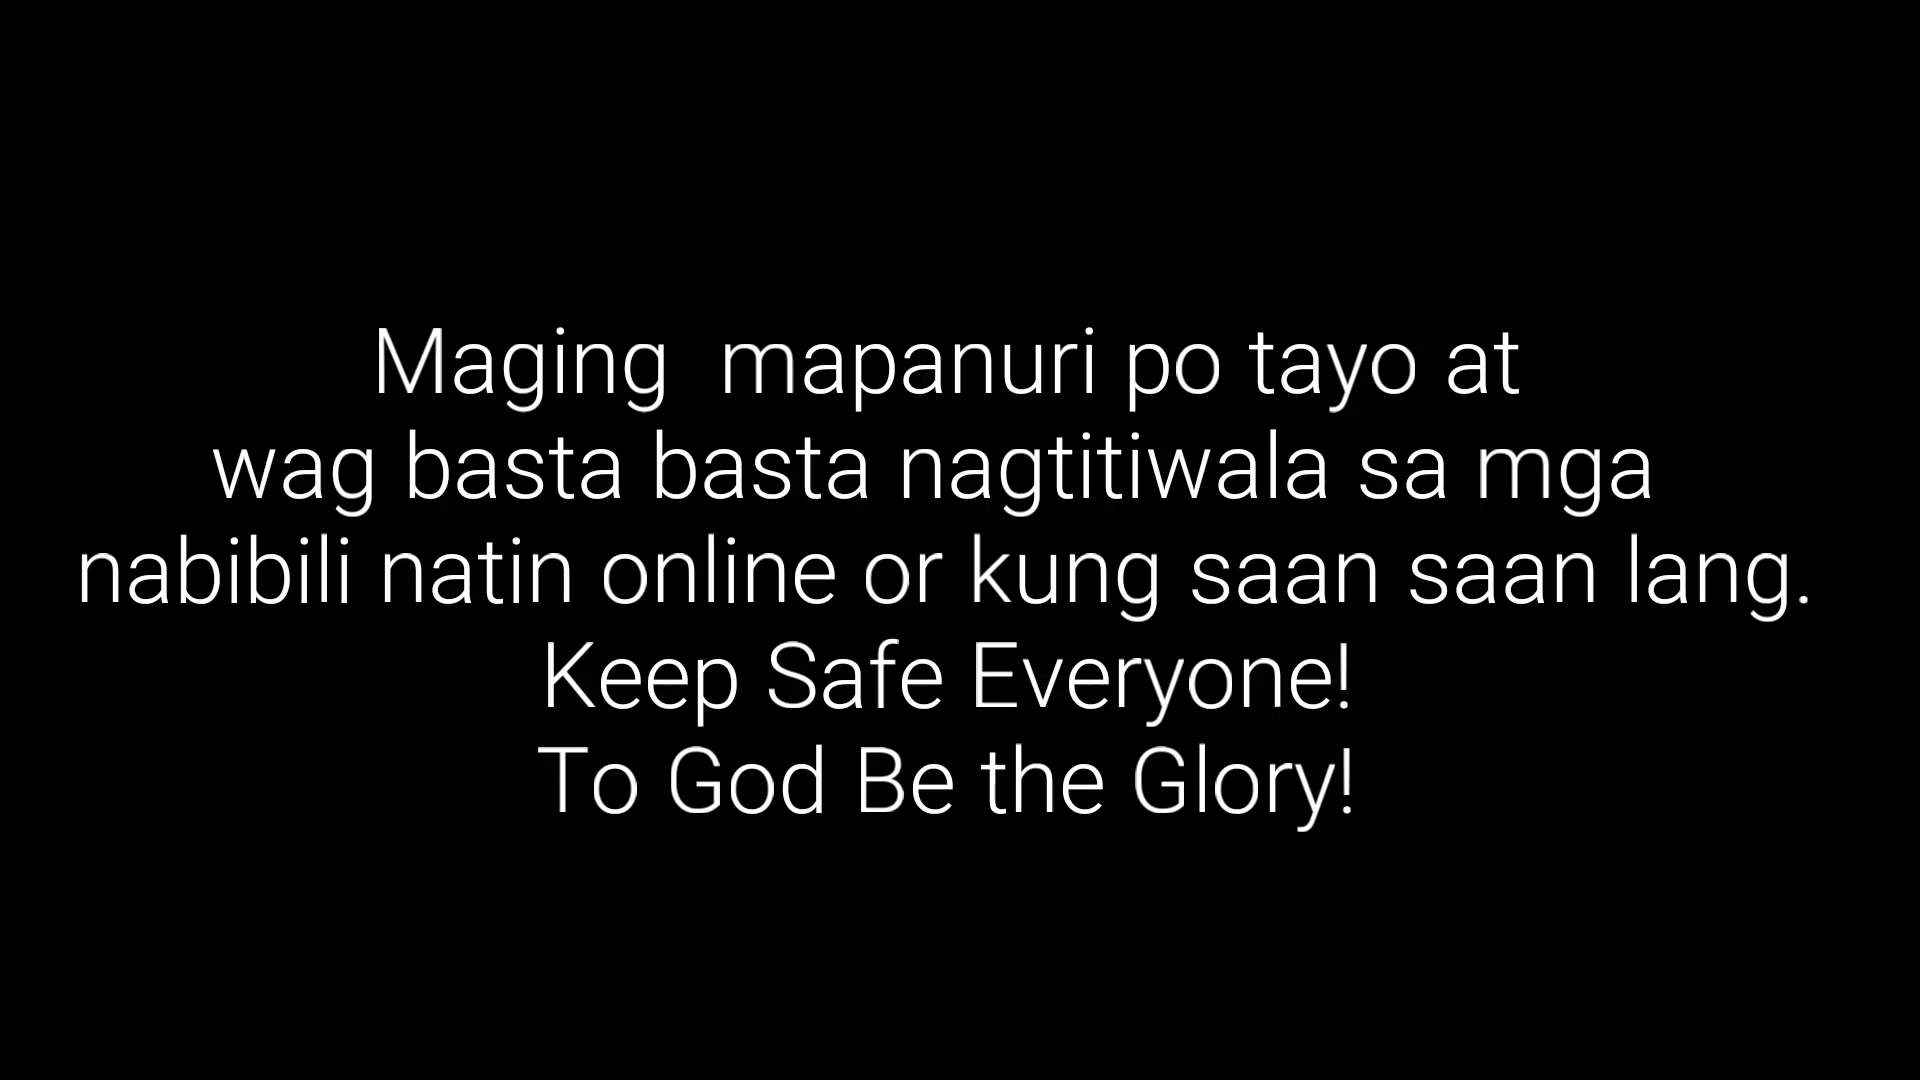 Maging  mapanuri po tayo at
wag basta basta nagtitiwala sa mga
nabibili natin online or kung saan saan lang.
Keep Safe Everyone!
To God Be the Glory!